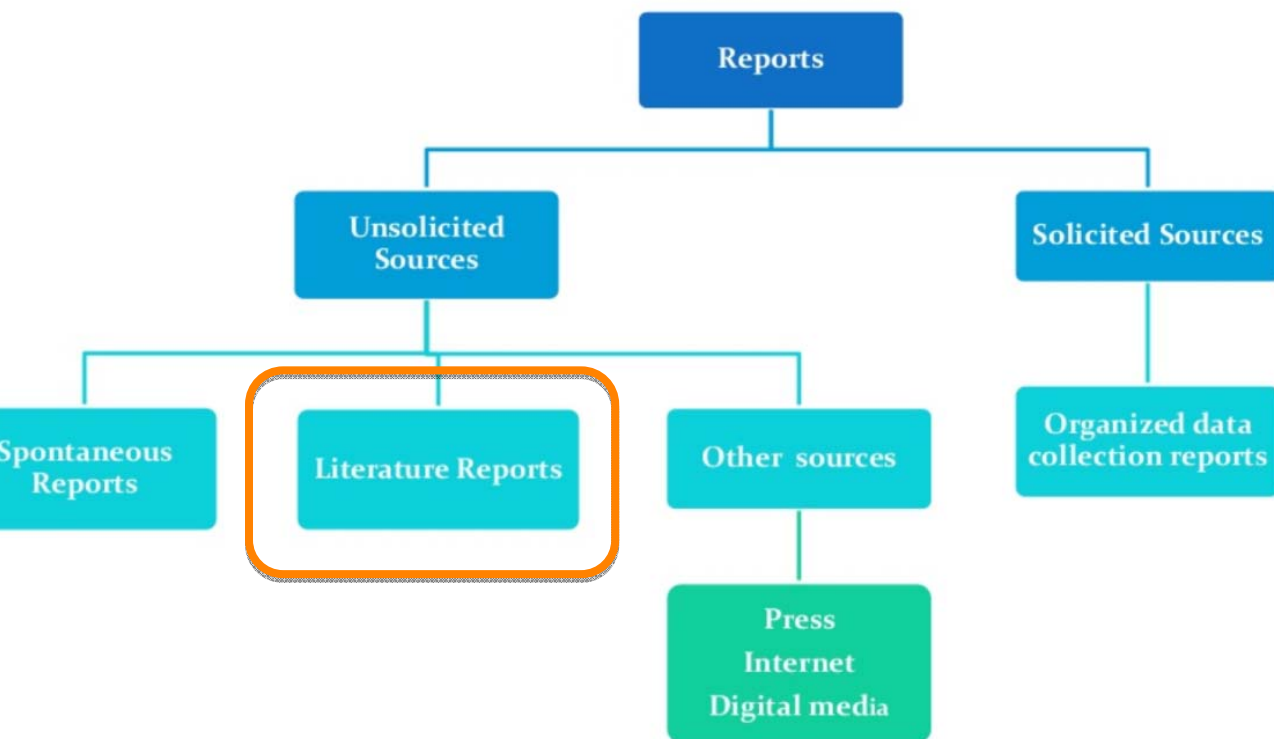 Reports
Unsolicited
Sources
Solicited Sources
Spontaneous
Reports
Literature Reports
Other sources
Organized data
collection reports
Press
Internet
Digital media